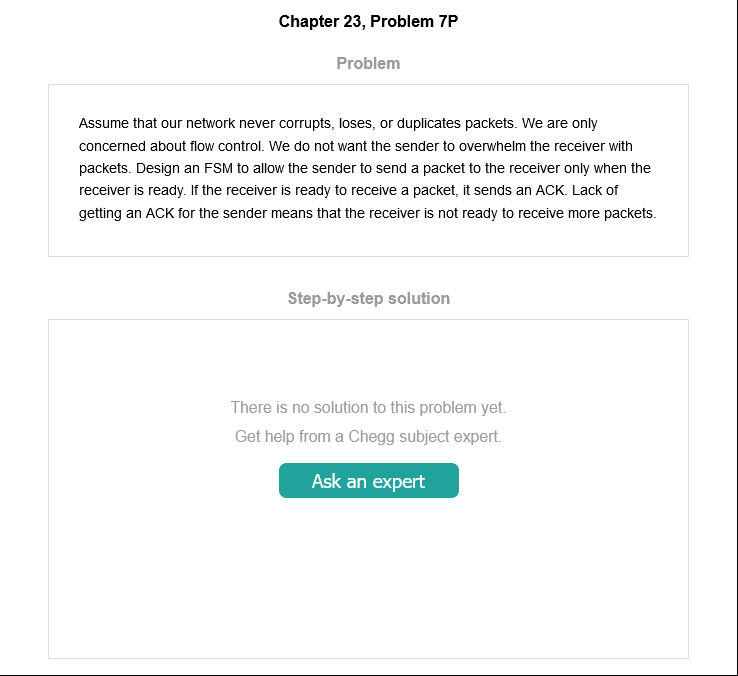 Chapter 23, Problem 7P
Problem
Assume that our network never corrupts, loses, or duplicates packets. We are only
concerned about flow control. We do not want the sender to overwhelm the receiver with
packets. Design an FSM to allow the sender to send a packet to the receiver only when the
receiver is ready. If the receiver is ready to receive a packet, it sends an ACK. Lack of
getting an ACK for the sender means that the receiver is not ready to receive more packets.
Step-by-step solution
There is no solution to this problem yet.
Get help from a Chegg subject expert.
Ask an expert